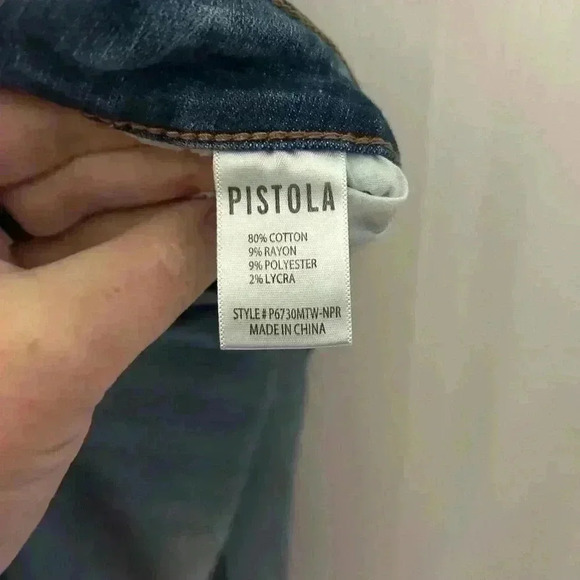 PISTOLA
80% COTTON
9% RAYON
9% POLYESTER
2% LYCRA
STYLE# P6730MTW-NPR
MADE IN CHINA